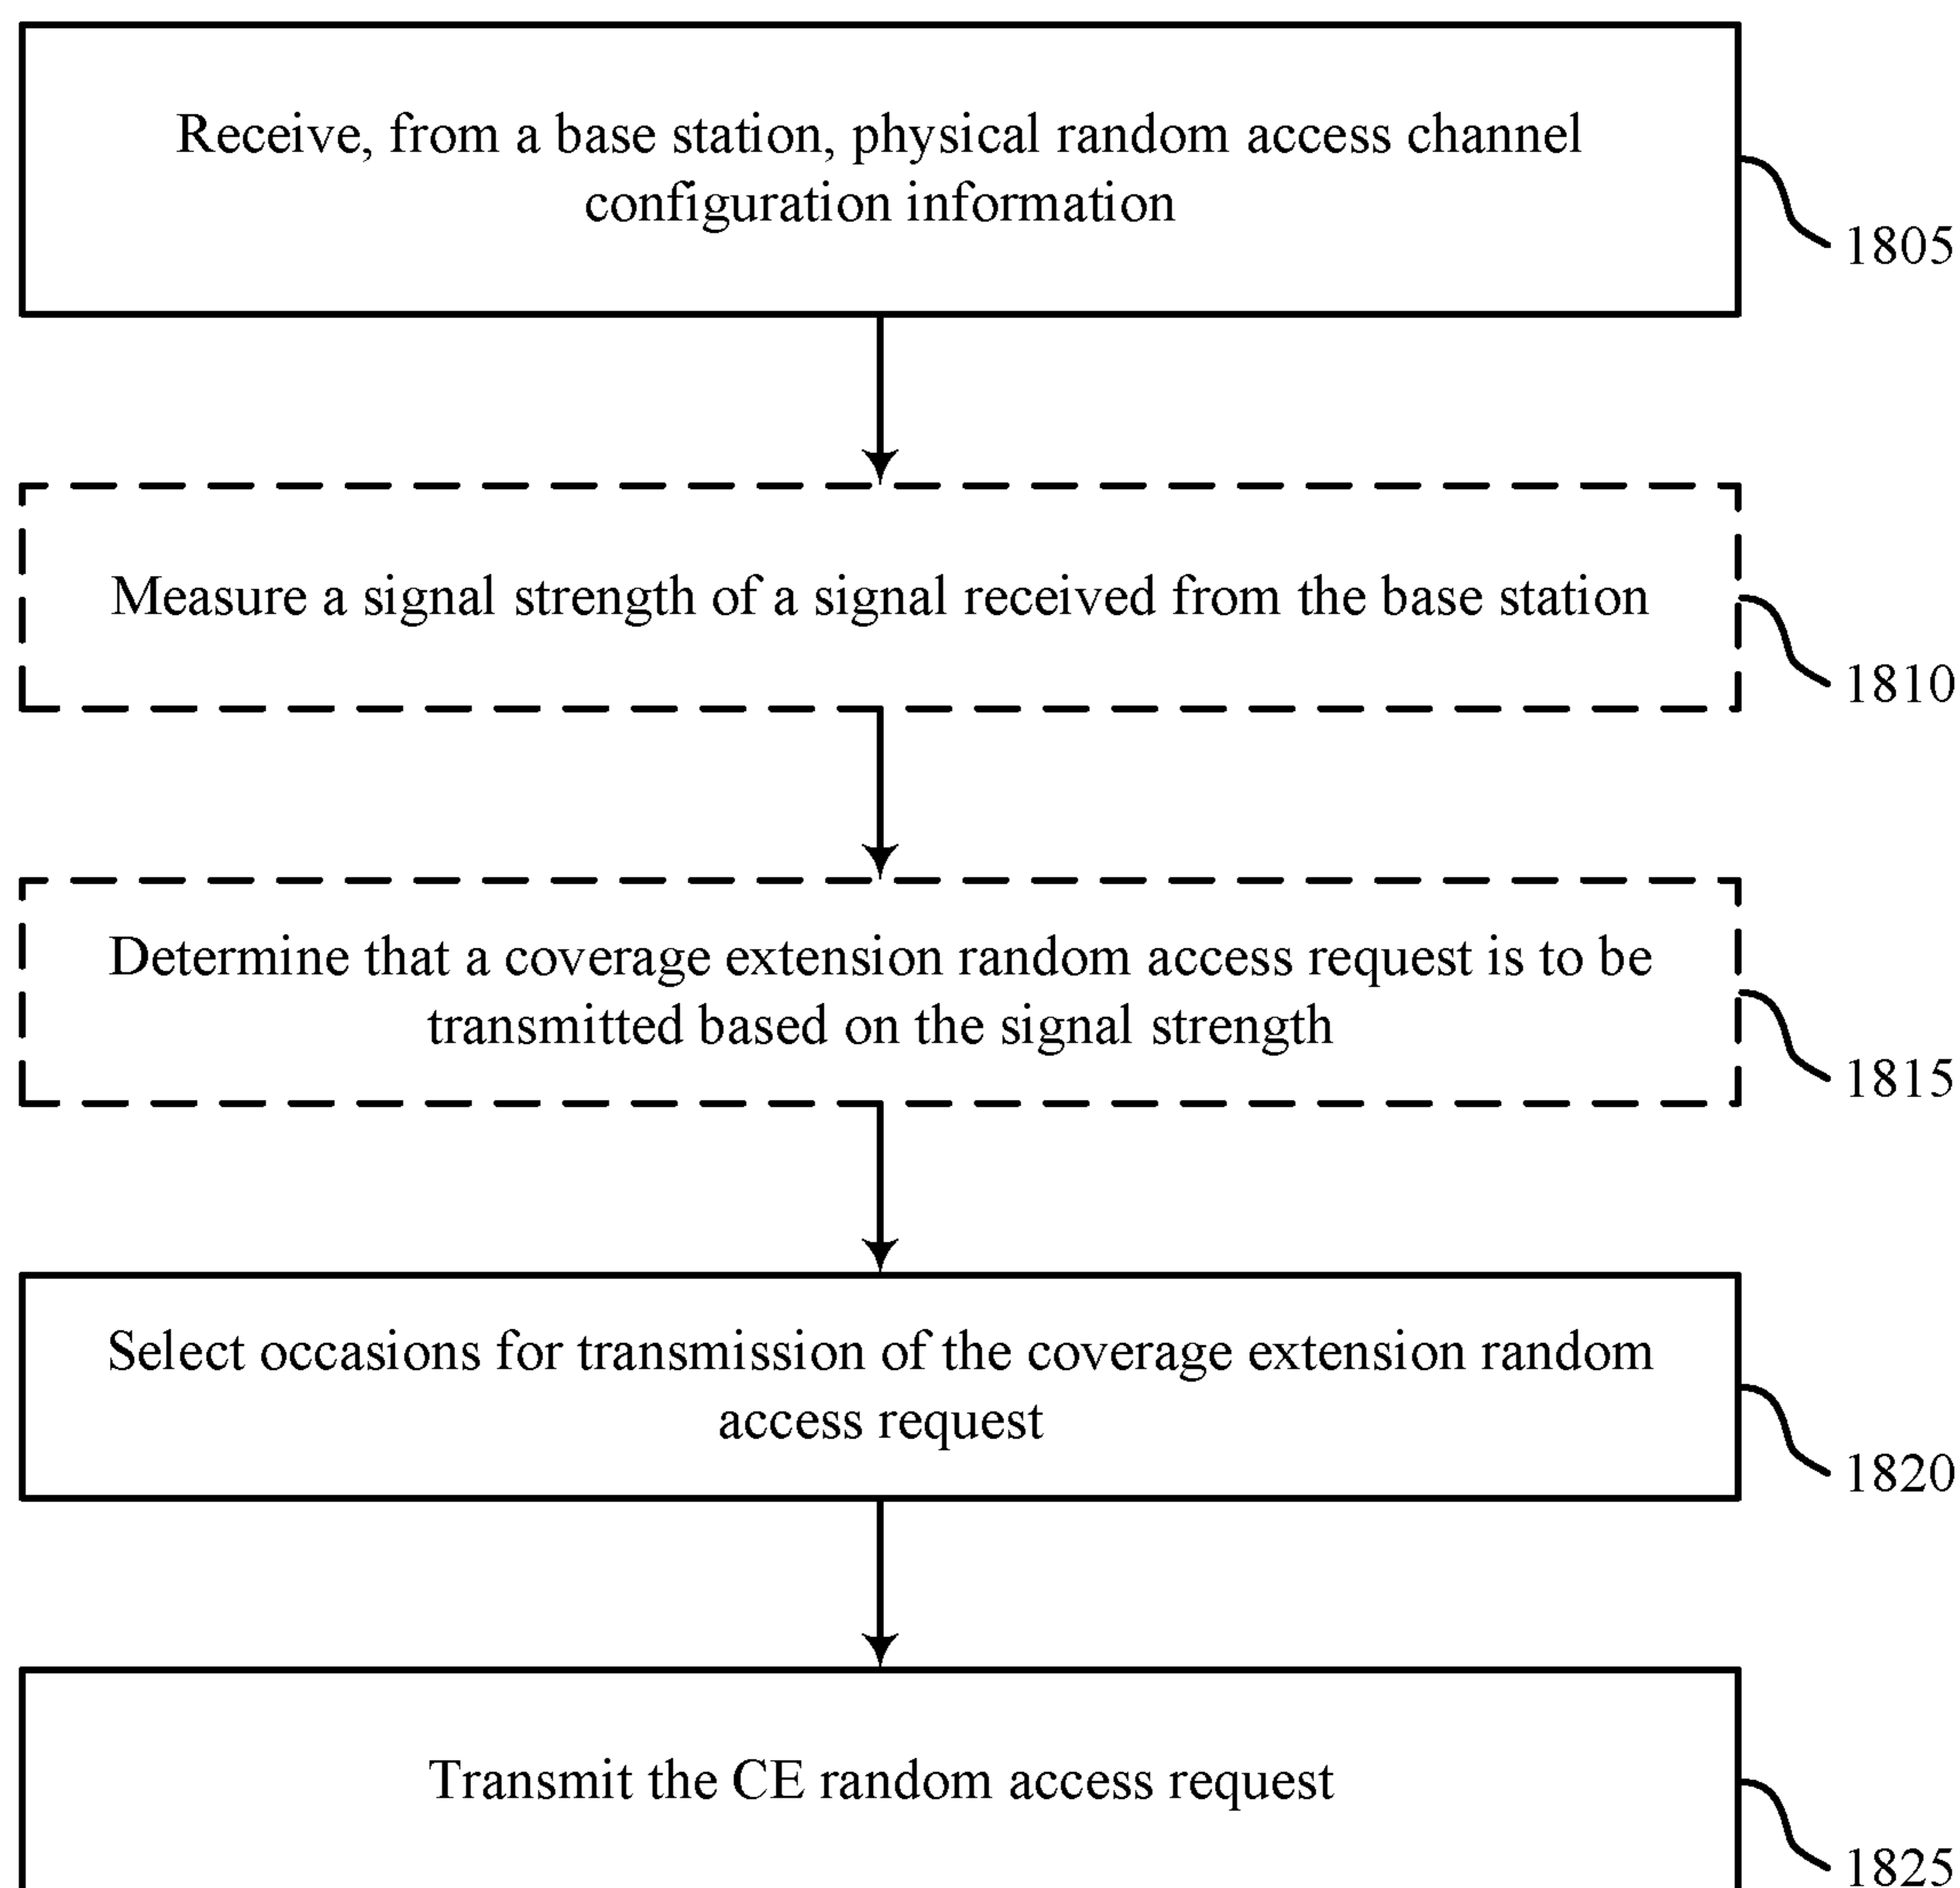 Receive, from a base station, physical random access channel
configuration information
1805
Measure a signal strength of a signal received from the base station
1810
Determine that a coverage extension random access request is to be
transmitted based on the signal strength
1815
Select occasions for transmission of the coverage extension random
access request
1820
Transmit the CE random access request
1825